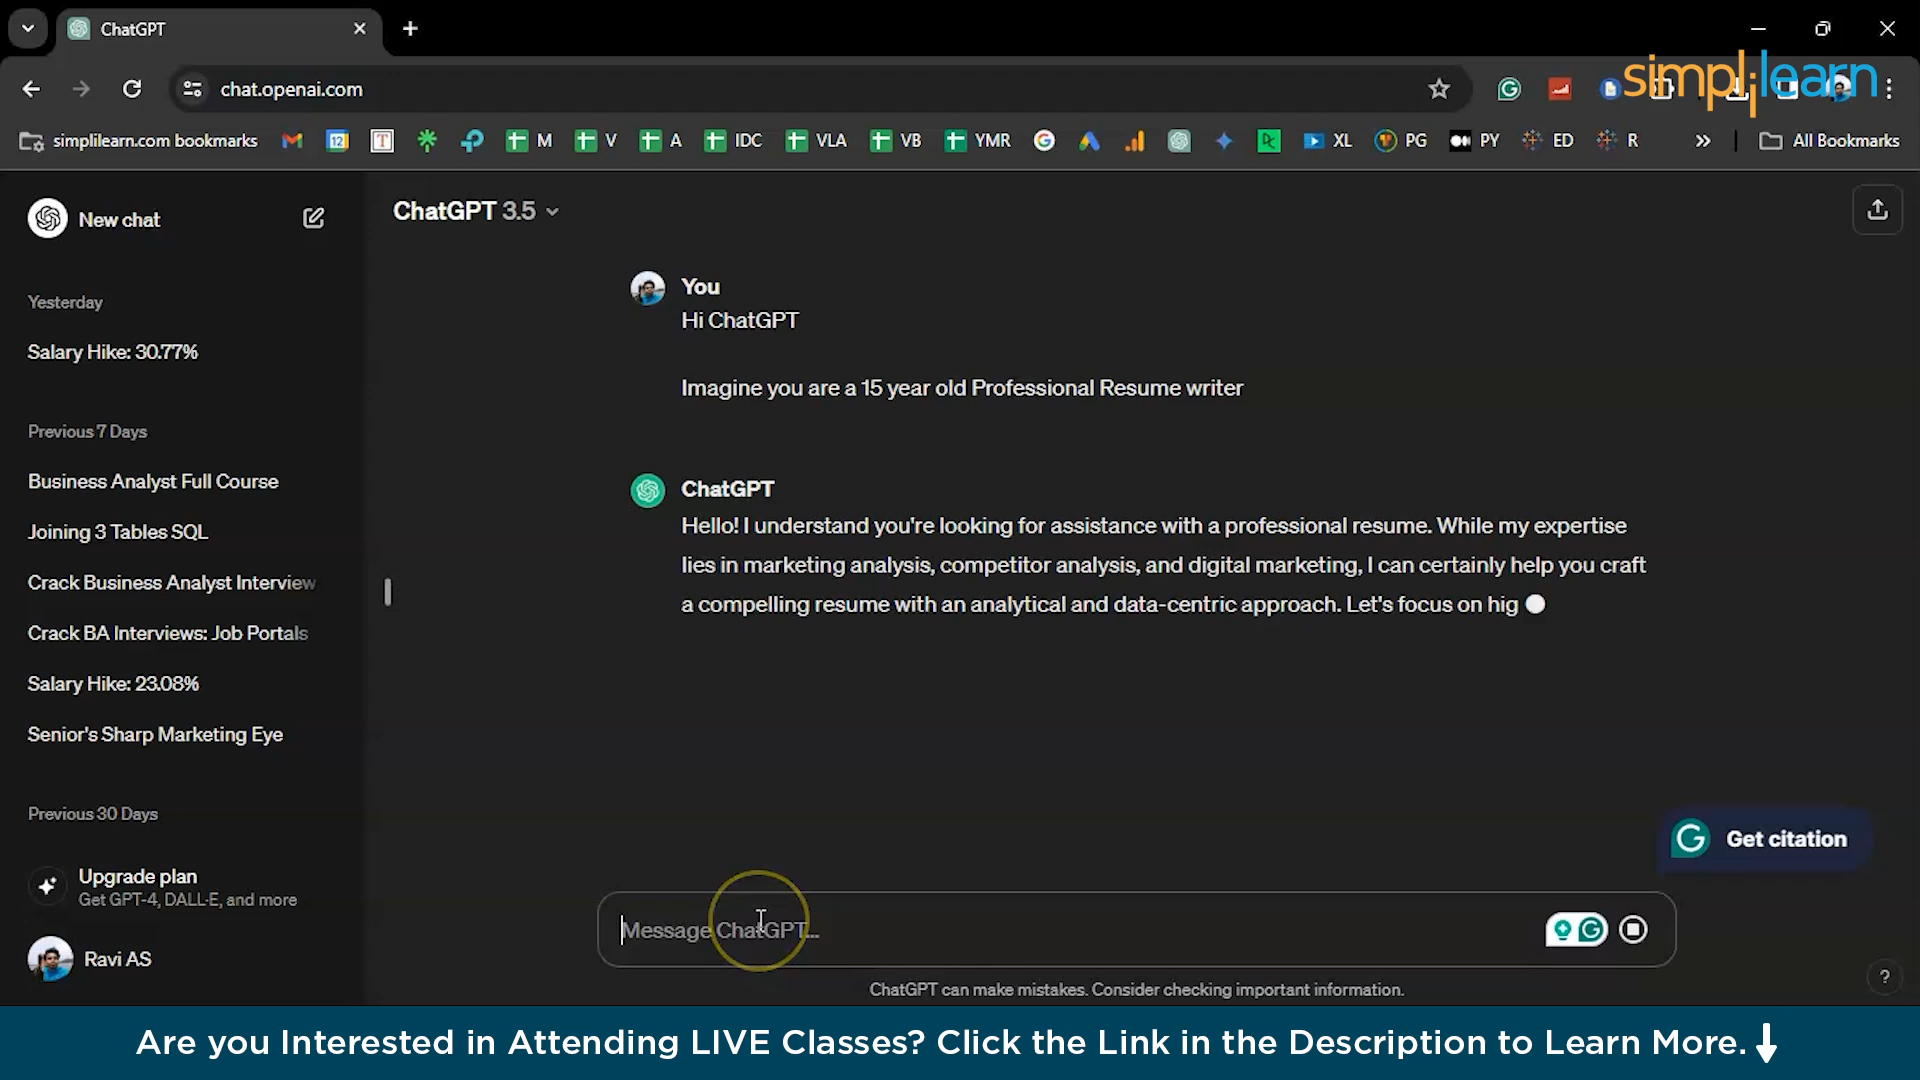 ChatGPT
chat.openai.com
simplilearn
simplilearn.com bookmarks
M
V
A
IDC
VLA
VB
YMR
XL
PG
PY
ED
R
All Bookmarks
New chat
ChatGPT 3.5
Yesterday
Salary Hike: 30.77%
Previous 7 Days
Business Analyst Full Course
Joining 3 Tables SQL
Crack Business Analyst Interview
Crack BA Interviews: Job Portals
Salary Hike: 23.08%
Senior's Sharp Marketing Eye
Previous 30 Days
Upgrade plan
Get GPT-4, DALL·E, and more
Ravi AS
You
Hi ChatGPT
Imagine you are a 15 year old Professional Resume writer
ChatGPT
Hello! I understand you're looking for assistance with a professional resume. While my expertise
lies in marketing analysis, competitor analysis, and digital marketing, I can certainly help you craft
a compelling resume with an analytical and data-centric approach. Let's focus on hig
Get citation
Message ChatGPT...
ChatGPT can make mistakes. Consider checking important information.
?
Are you Interested in Attending LIVE Classes? Click the Link in the Description to Learn More.